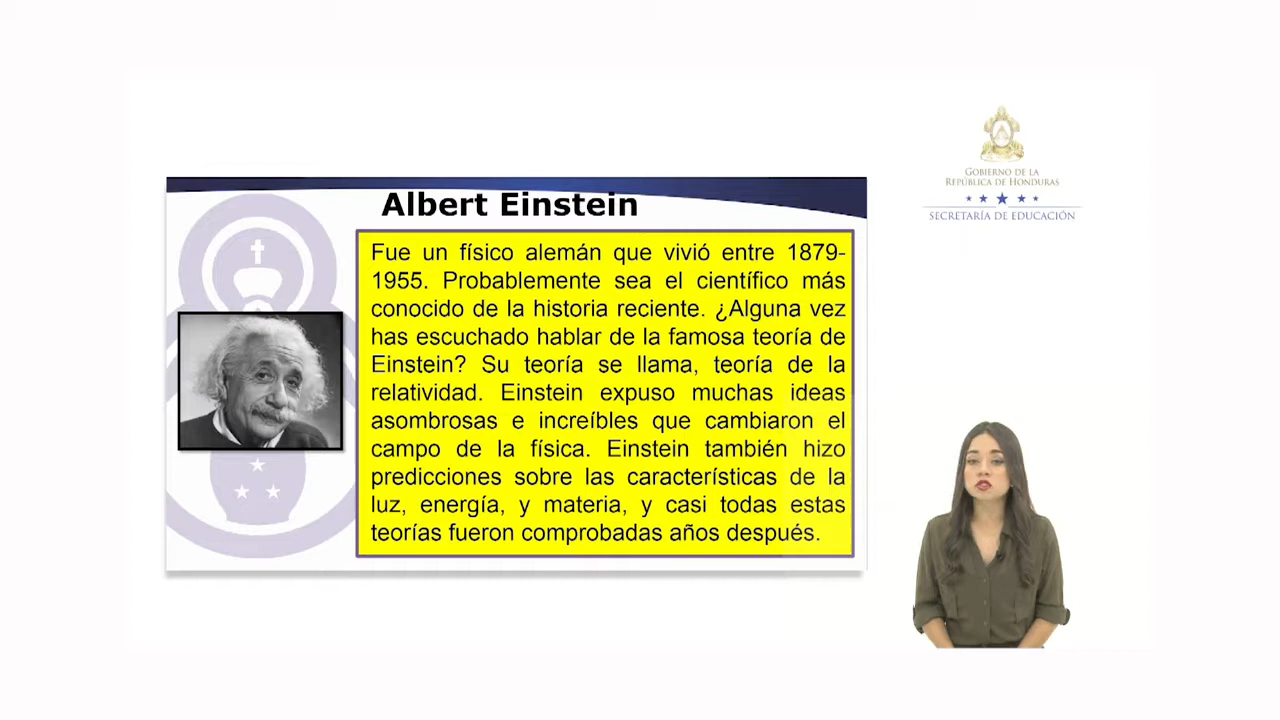 Albert Einstein
Fue un físico alemán que vivió entre 1879-
1955. Probablemente sea el científico más
conocido de la historia reciente. ¿Alguna vez
has escuchado hablar de la famosa teoría de
Einstein? Su teoría se llama, teoría de la
relatividad. Einstein expuso muchas ideas
asombrosas e increíbles que cambiaron el
campo de la física. Einstein también hizo
predicciones sobre las características de la
luz, energía, y materia, y casi todas estas
teorías fueron comprobadas años después.
GOBIERNO DE LA
REPÚBLICA DE HONDURAS
SECRETARÍA DE EDUCACIÓN